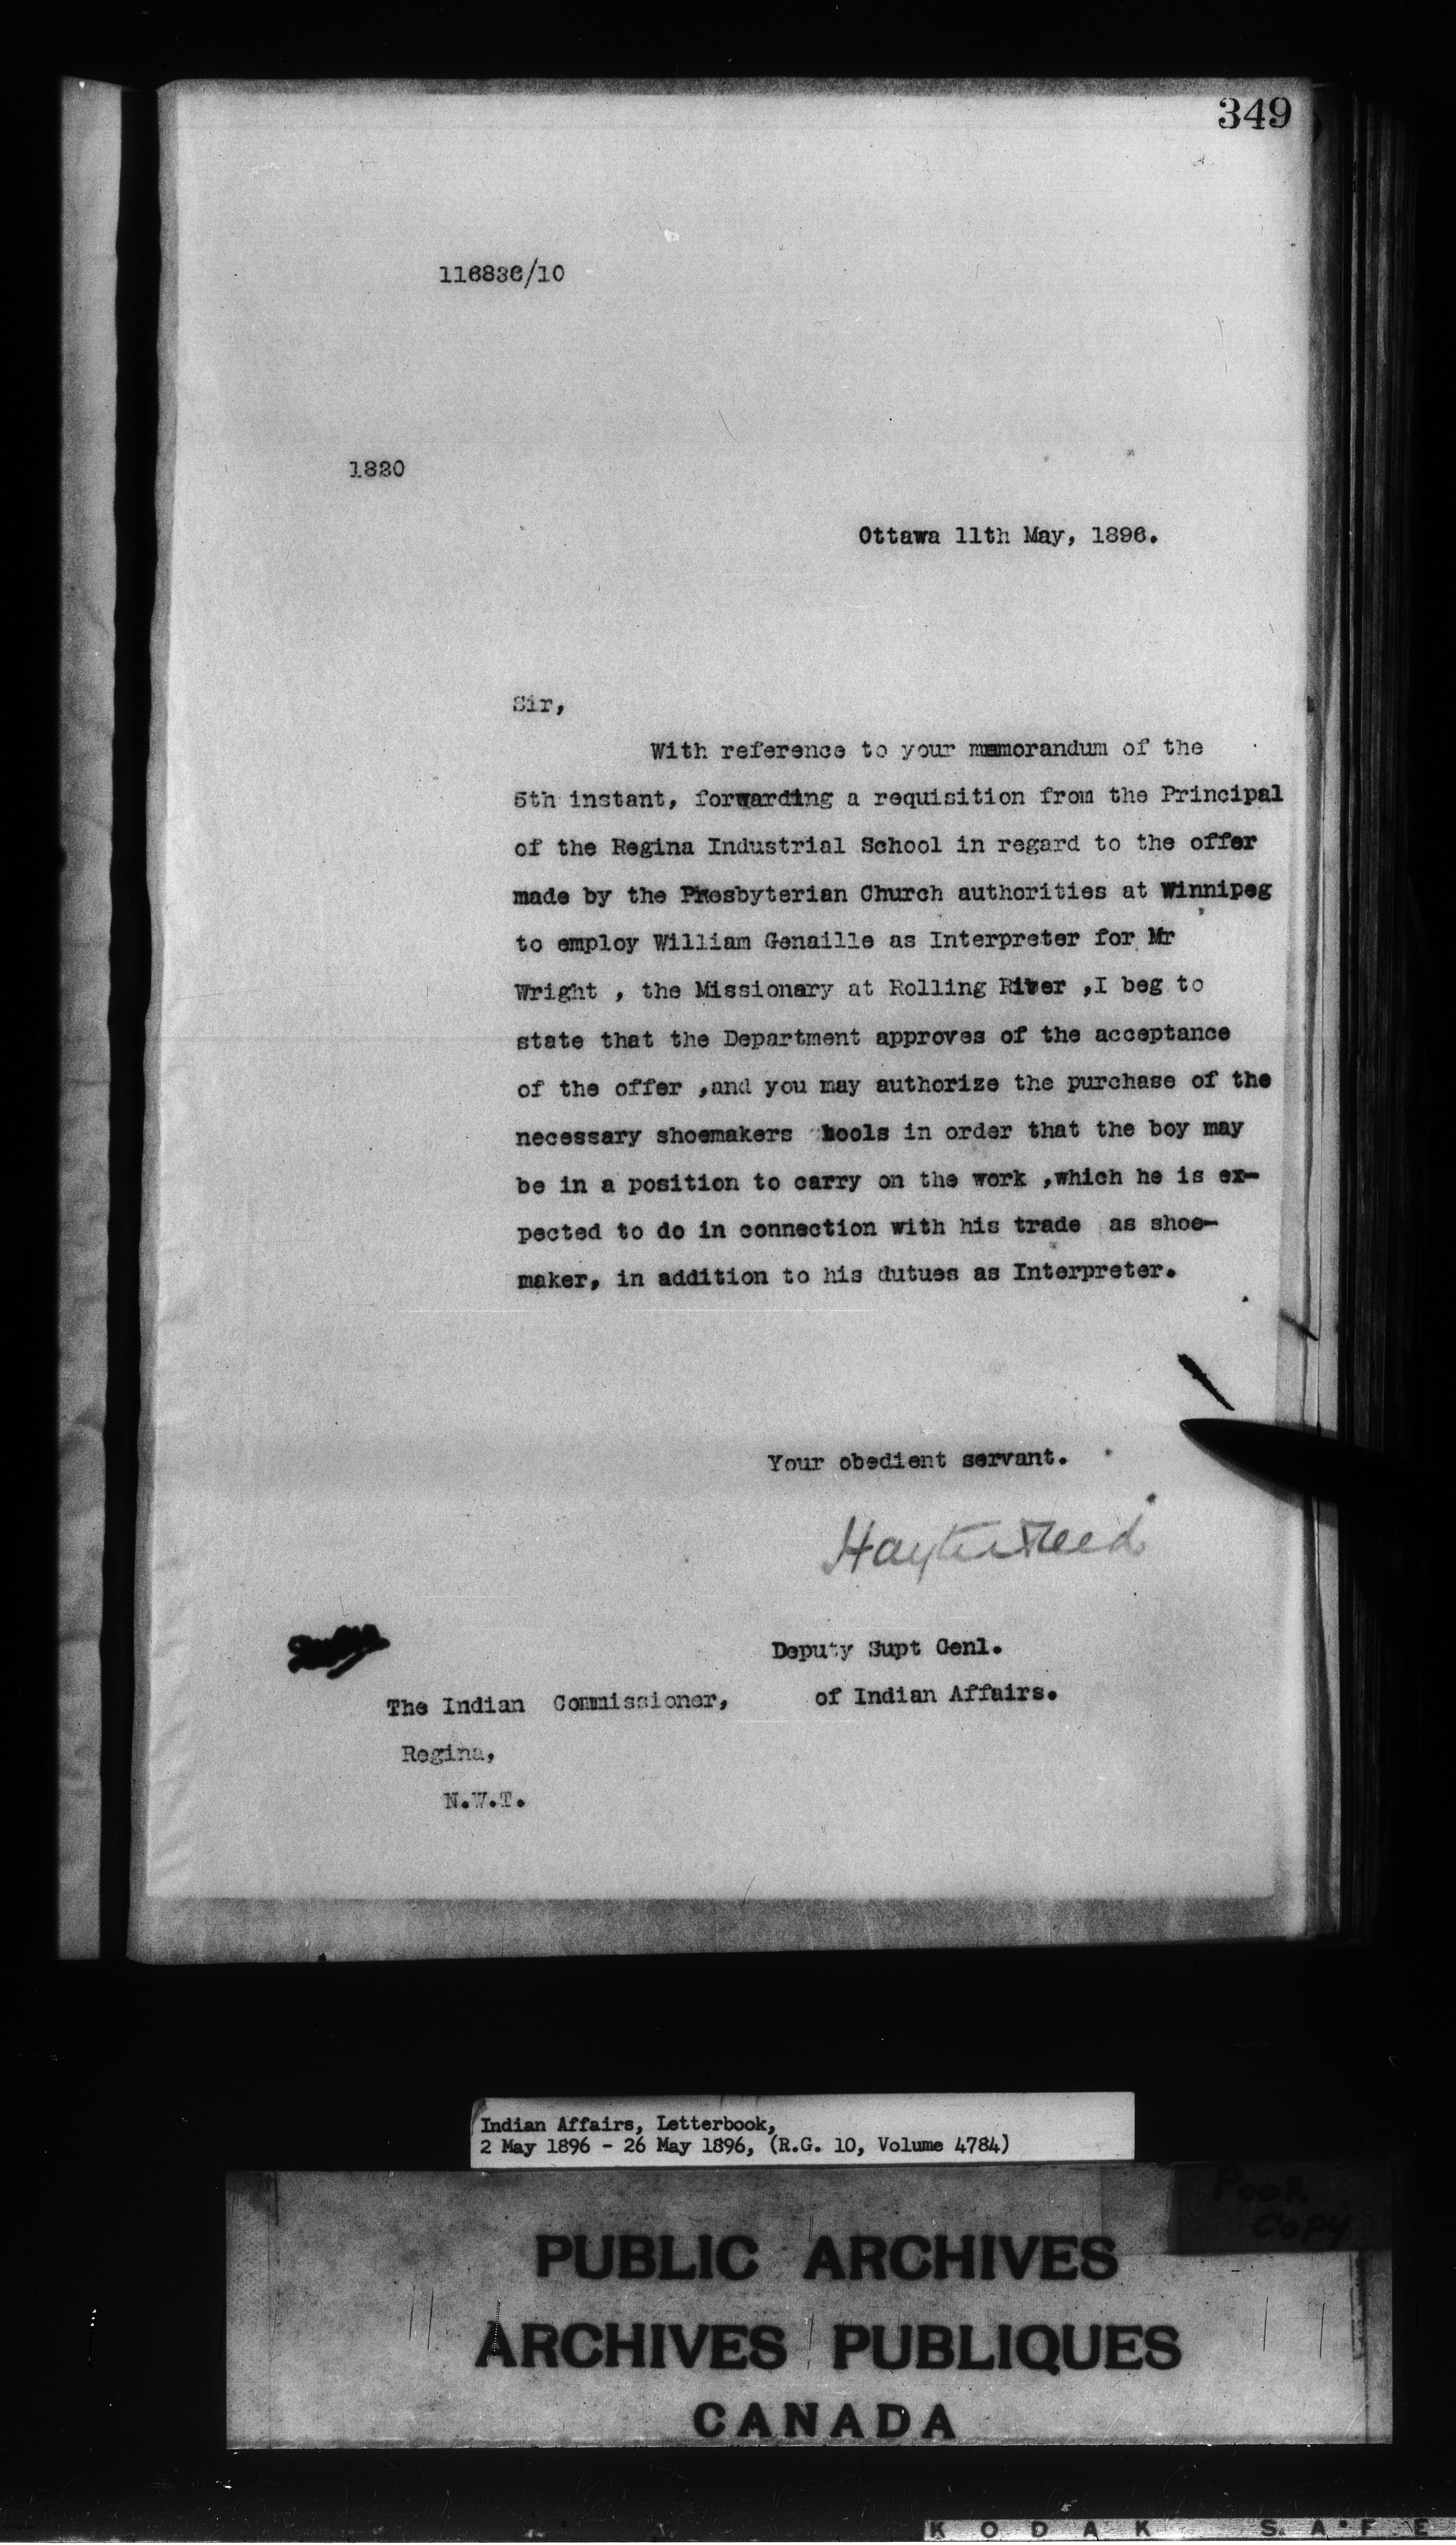 349
116836/10
1820
Ottawa 11th May, 1896.
Sir,
With reference to your memorandum of the
5th instant, forwarding a requisition from the Principal
of the Regina Industrial School in regard to the offer
made by the Presbyterian Church authorities at Winnipeg
to employ William Genaille as Interpreter for Mr
Wright , the Missionary at Rolling River ,I beg to
state that the Department approves of the acceptance
of the offer ,and you may authorize the purchase of the
necessary shoemakers tools in order that the boy may
be in a position to carry on the work ,which he is ex-
pected to do in connection with his trade as shoe-
maker, in addition to his dutues as Interpreter.
Your obedient servant.
Hayter Reed
Deputy Supt Genl.
of Indian Affairs.
The Indian Commissioner,
Regina,
N.W.T.
Indian Affairs, Letterbook,
2 May 1896 - 26 May 1896, (R.G. 10, Volume 4784)
POOR
COPY
PUBLIC ARCHIVES
ARCHIVES PUBLIQUES
CANADA
KODAK SAFE